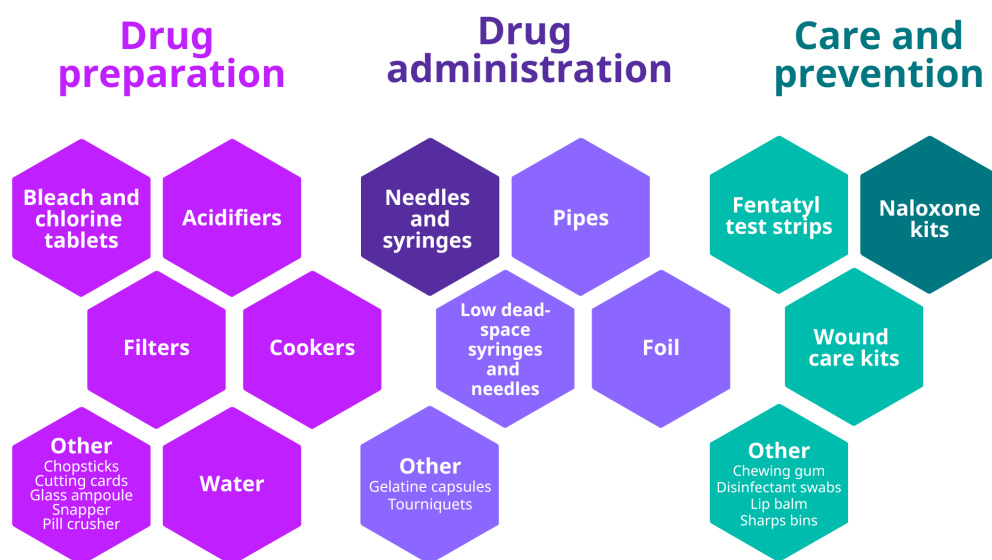 Drug
preparation
Drug
administration
Care and
prevention
Bleach and
chlorine
tablets
Acidifiers
Needles
and
syringes
Pipes
Fentatyl
test strips
Naloxone
kits
Filters
Cookers
Low dead-
space
syringes
and
needles
Foil
Wound
care kits
Other
Chopsticks
Cutting cards
Glass ampoule
Snapper
Pill crusher
Water
Other
Gelatine capsules
Tourniquets
Other
Chewing gum
Disinfectant swabs
Lip balm
Sharps bins